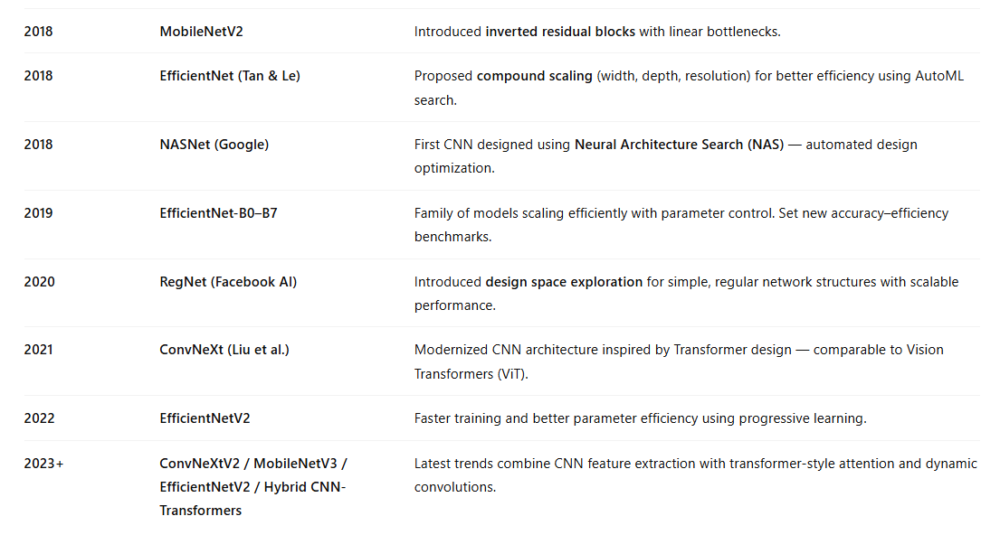 2018 MobileNetV2 Introduced inverted residual blocks with linear bottlenecks.
2018 EfficientNet (Tan & Le) Proposed compound scaling (width, depth, resolution) for better efficiency using AutoML
search.
2018 NASNet (Google) First CNN designed using Neural Architecture Search (NAS) — automated design
optimization.
2019 EfficientNet-B0–B7 Family of models scaling efficiently with parameter control. Set new accuracy–efficiency
benchmarks.
2020 RegNet (Facebook AI) Introduced design space exploration for simple, regular network structures with scalable
performance.
2021 ConvNeXt (Liu et al.) Modernized CNN architecture inspired by Transformer design — comparable to Vision
Transformers (ViT).
2022 EfficientNetV2 Faster training and better parameter efficiency using progressive learning.
2023+ ConvNeXtV2 / MobileNetV3 / Latest trends combine CNN feature extraction with transformer-style attention and dynamic
EfficientNetV2 / Hybrid CNN- convolutions.
Transformers